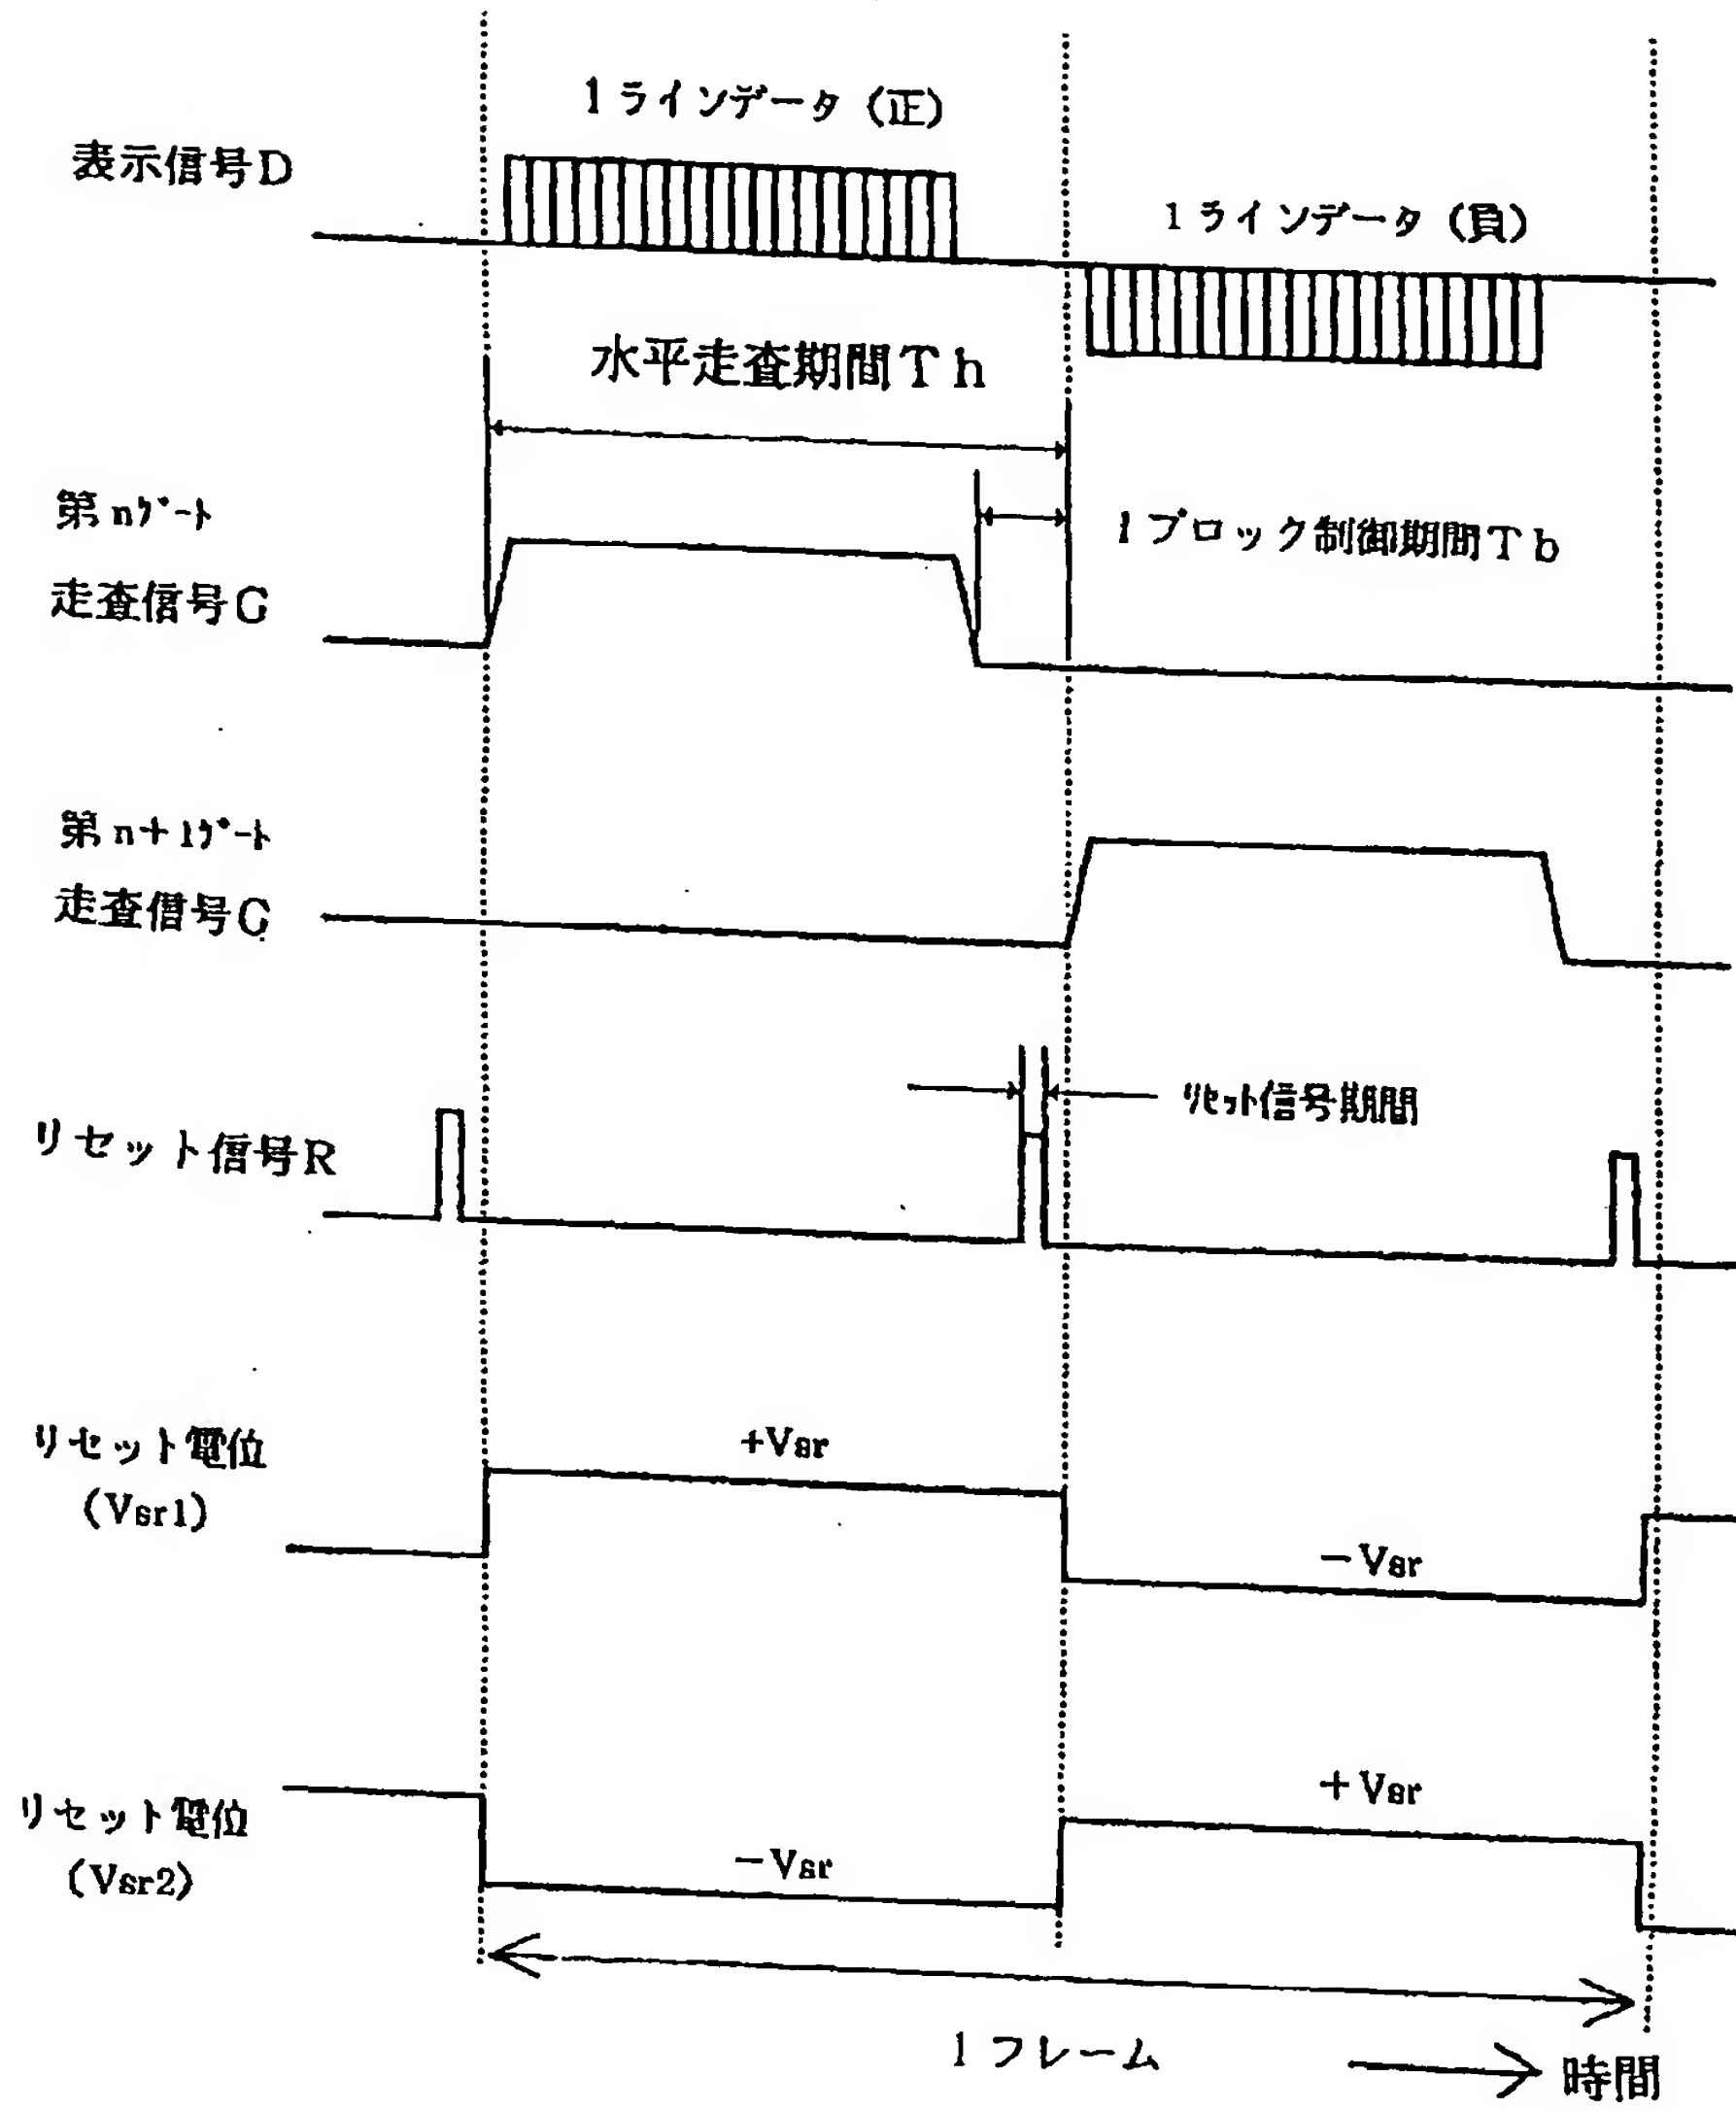 1ラインデータ（正）
表示信号D
1ラインデータ（負）
水平走査期間Th
第nｹﾞｰﾄ
1ブロック制御期間Tb
走査信号G
第n+1ｹﾞｰﾄ
走査信号G
ﾘｾｯﾄ信号期間
リセット信号R
リセット電位
(Vsr1)
+Vsr
−Vsr
リセット電位
(Vsr2)
+Vsr
−Vsr
1フレーム
時間